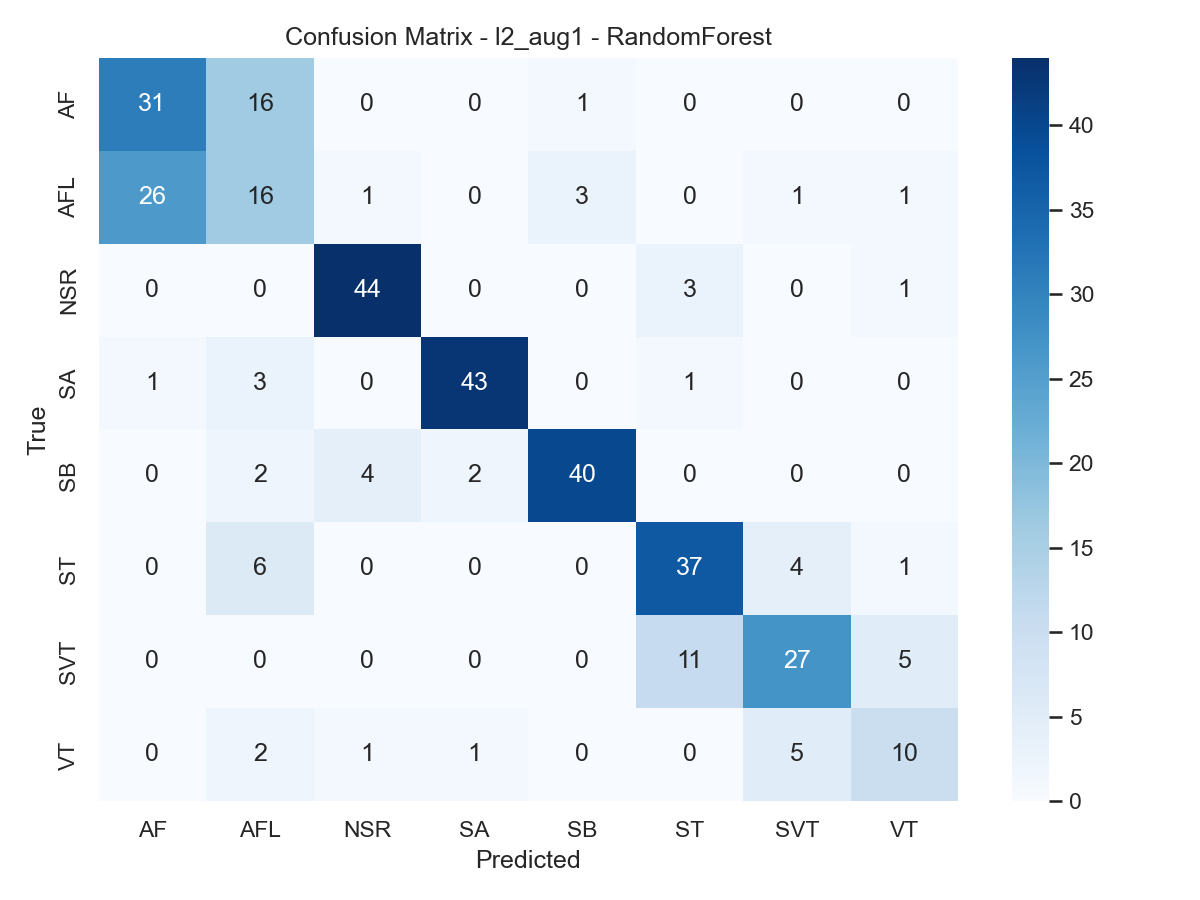 Confusion Matrix - l2_aug1 - RandomForest
True
AF 31 16 0 0 1 0 0 0
AFL 26 16 1 0 3 0 1 1
NSR 0 0 44 0 0 3 0 1
SA 1 3 0 43 0 1 0 0
SB 0 2 4 2 40 0 0 0
ST 0 6 0 0 0 37 4 1
SVT 0 0 0 0 0 11 27 5
VT 0 2 1 1 0 0 5 10
AF AFL NSR SA SB ST SVT VT
Predicted
40
35
30
25
20
15
10
5
0